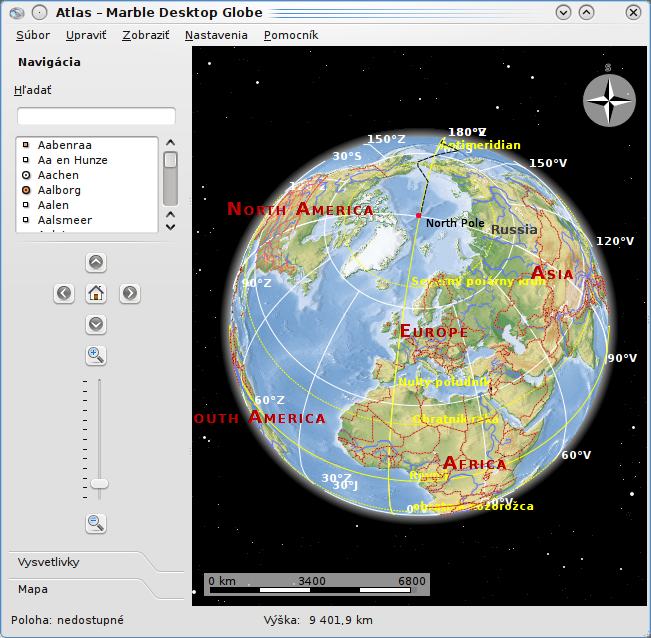 Atlas – Marble Desktop Globe
Súbor Upraviť Zobraziť Nastavenia Pomocník
Navigácia
Hľadať
Aabenraa
Aa en Hunze
Aachen
Aalborg
Aalen
Aalsmeer
Vysvetlivky
Mapa
S
180°V
150°Z
Antimeridian
30°S
150°V
North America
North Pole
Russia
120°V
Asia
90°Z
Severný polárny kruh
Europe
90°V
Nultý poludník
60°Z
South America
Obratník raka
60°V
Africa
Rovník
30°Z
30°J
0°V
obratník kozorožca
0 km 3400 6800
Poloha: nedostupné Výška: 9 401,9 km